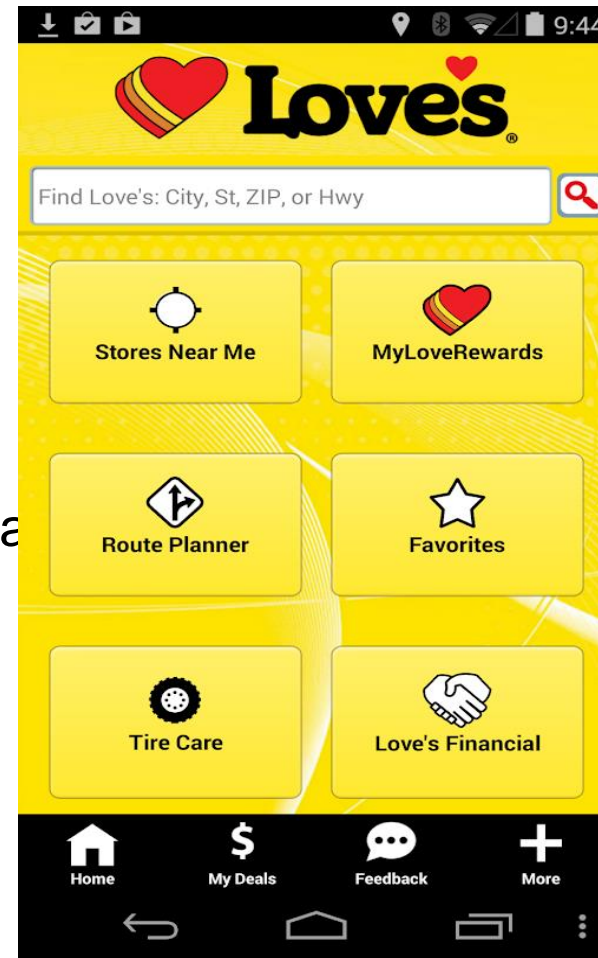 9:44
Love's®
Find Love's: City, St, ZIP, or Hwy
Stores Near Me
MyLoveRewards
Route Planner
Favorites
Tire Care
Love's Financial
Home
$
My Deals
Feedback
More